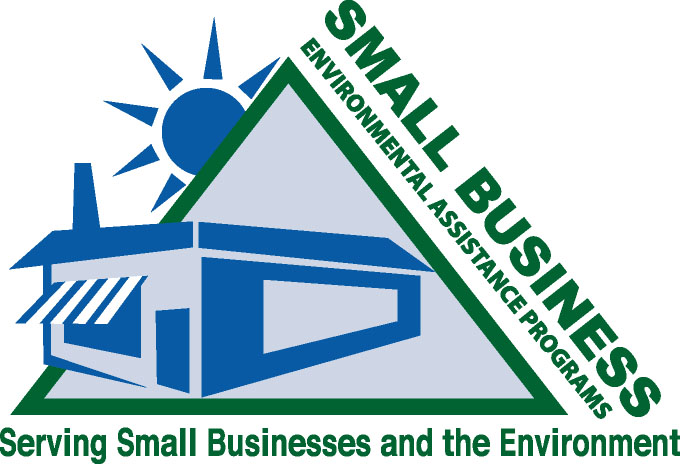 SMALL BUSINESS
ENVIRONMENTAL ASSISTANCE PROGRAMS
Serving Small Businesses and the Environment